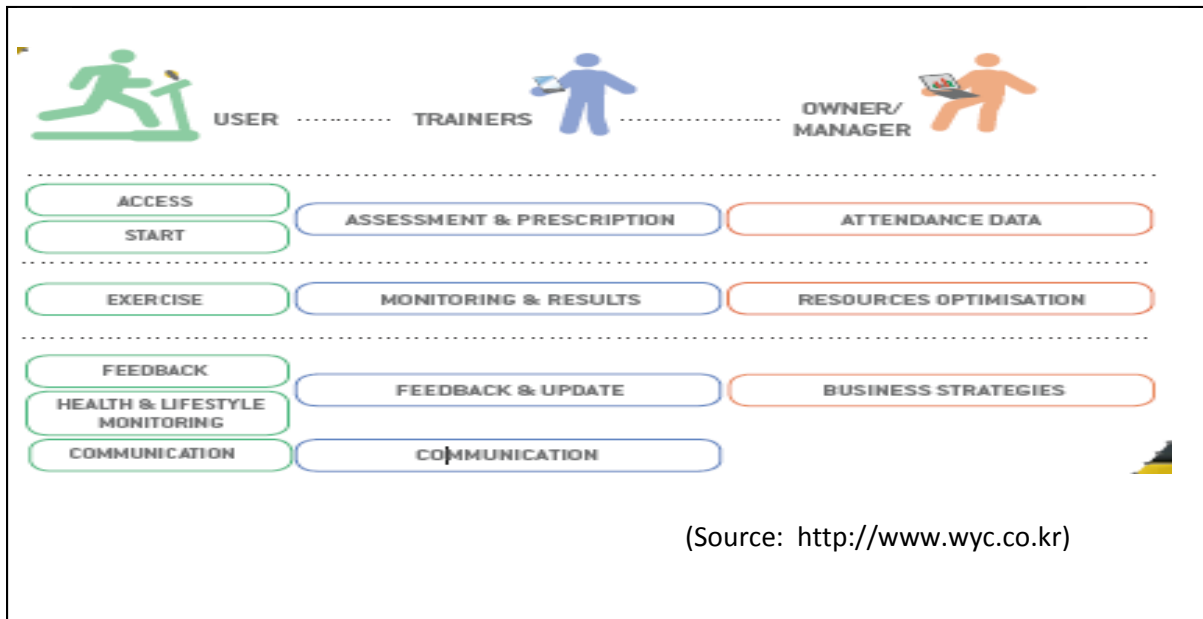 USER
TRAINERS
OWNER/
MANAGER
ACCESS
START
ASSESSMENT & PRESCRIPTION
ATTENDANCE DATA
EXERCISE
MONITORING & RESULTS
RESOURCES OPTIMISATION
FEEDBACK
HEALTH & LIFESTYLE
MONITORING
COMMUNICATION
FEEDBACK & UPDATE
COMMUNICATION
BUSINESS STRATEGIES
(Source: http://www.wyc.co.kr)